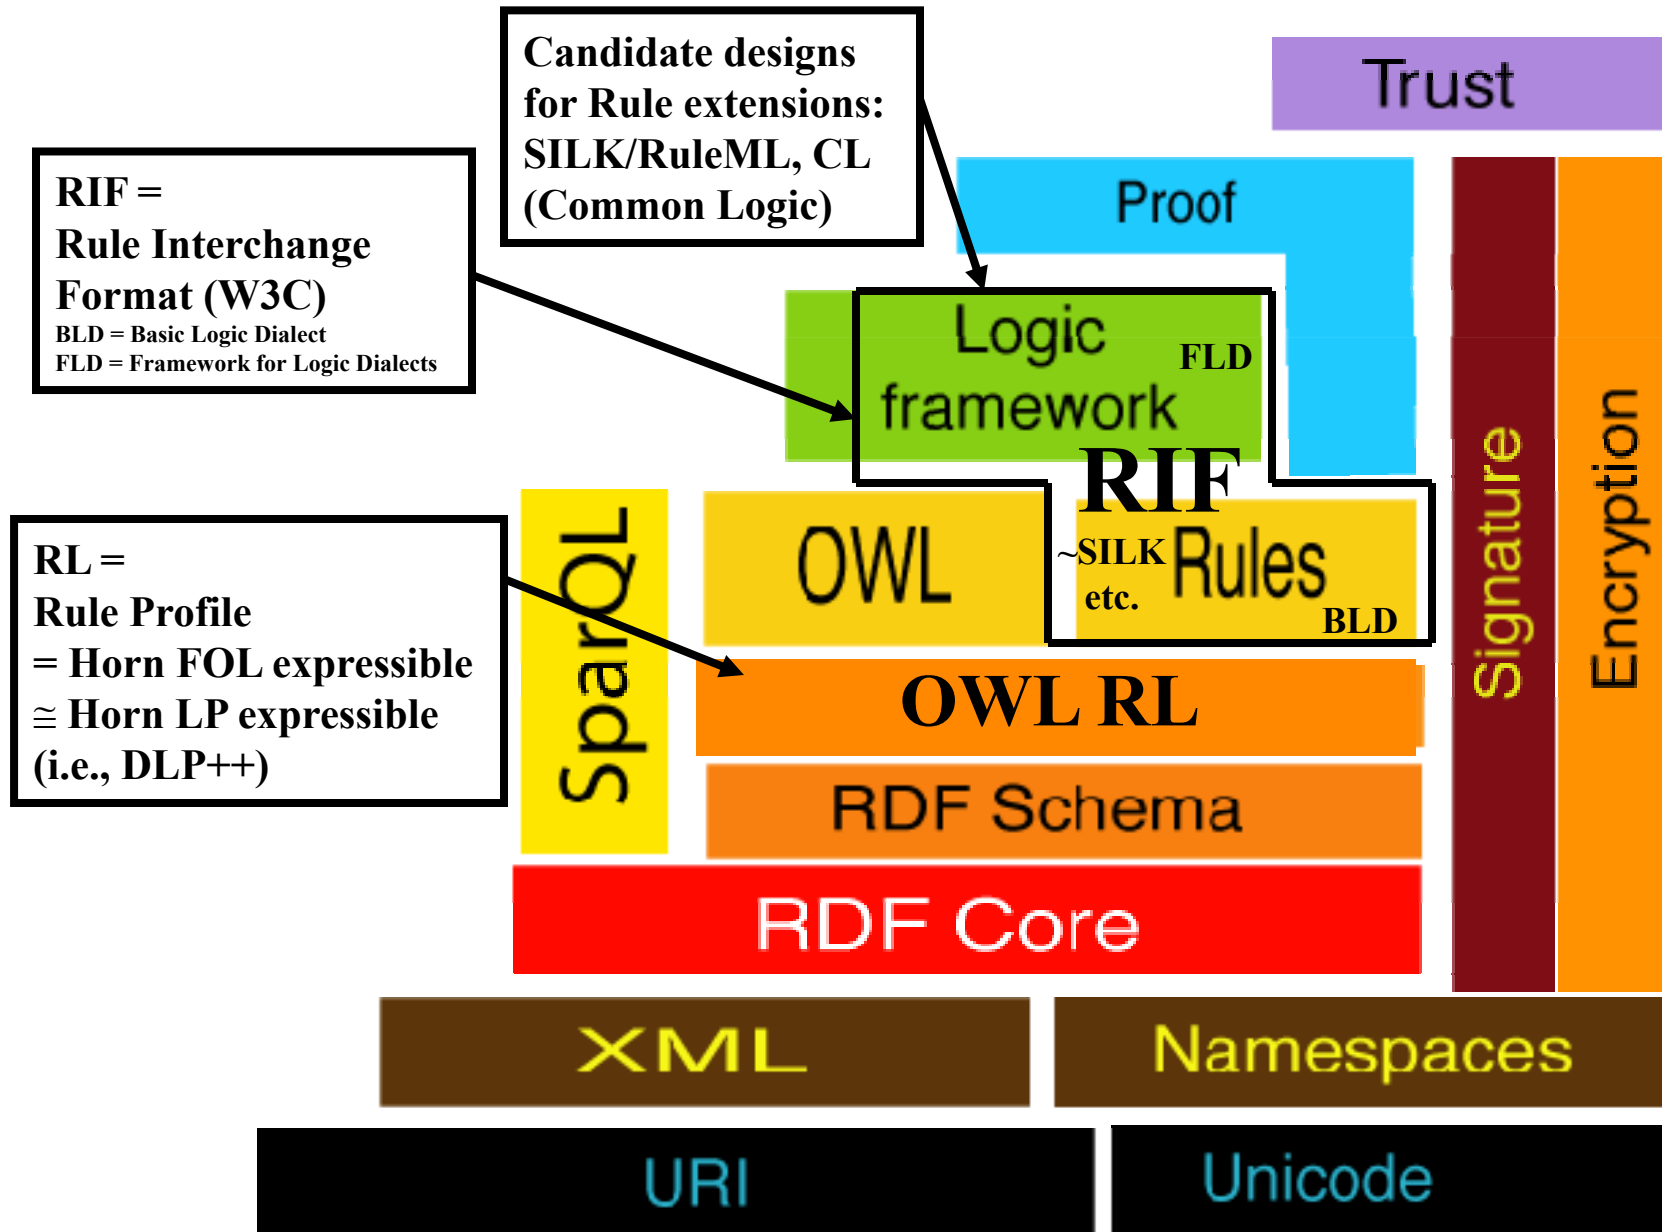 Candidate designs
for Rule extensions:
SILK/RuleML, CL
(Common Logic)
Trust
RIF =
Rule Interchange
Format (W3C)
BLD = Basic Logic Dialect
FLD = Framework for Logic Dialects
Proof
Logic
framework
FLD
RIF
RL =
Rule Profile
= Horn FOL expressible
≅ Horn LP expressible
(i.e., DLP++)
SparQL
OWL
~SILK
etc.
Rules
BLD
Signature
Encryption
OWL RL
RDF Schema
RDF Core
XML
Namespaces
URI
Unicode